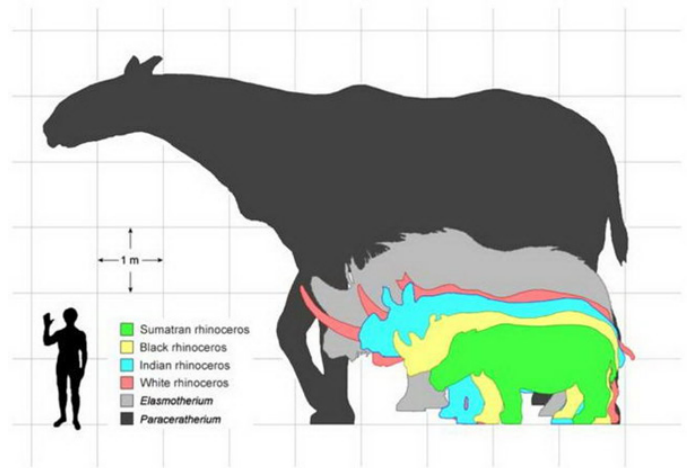 1 m
Sumatran rhinoceros
Black rhinoceros
Indian rhinoceros
White rhinoceros
Elasmotherium
Paraceratherium